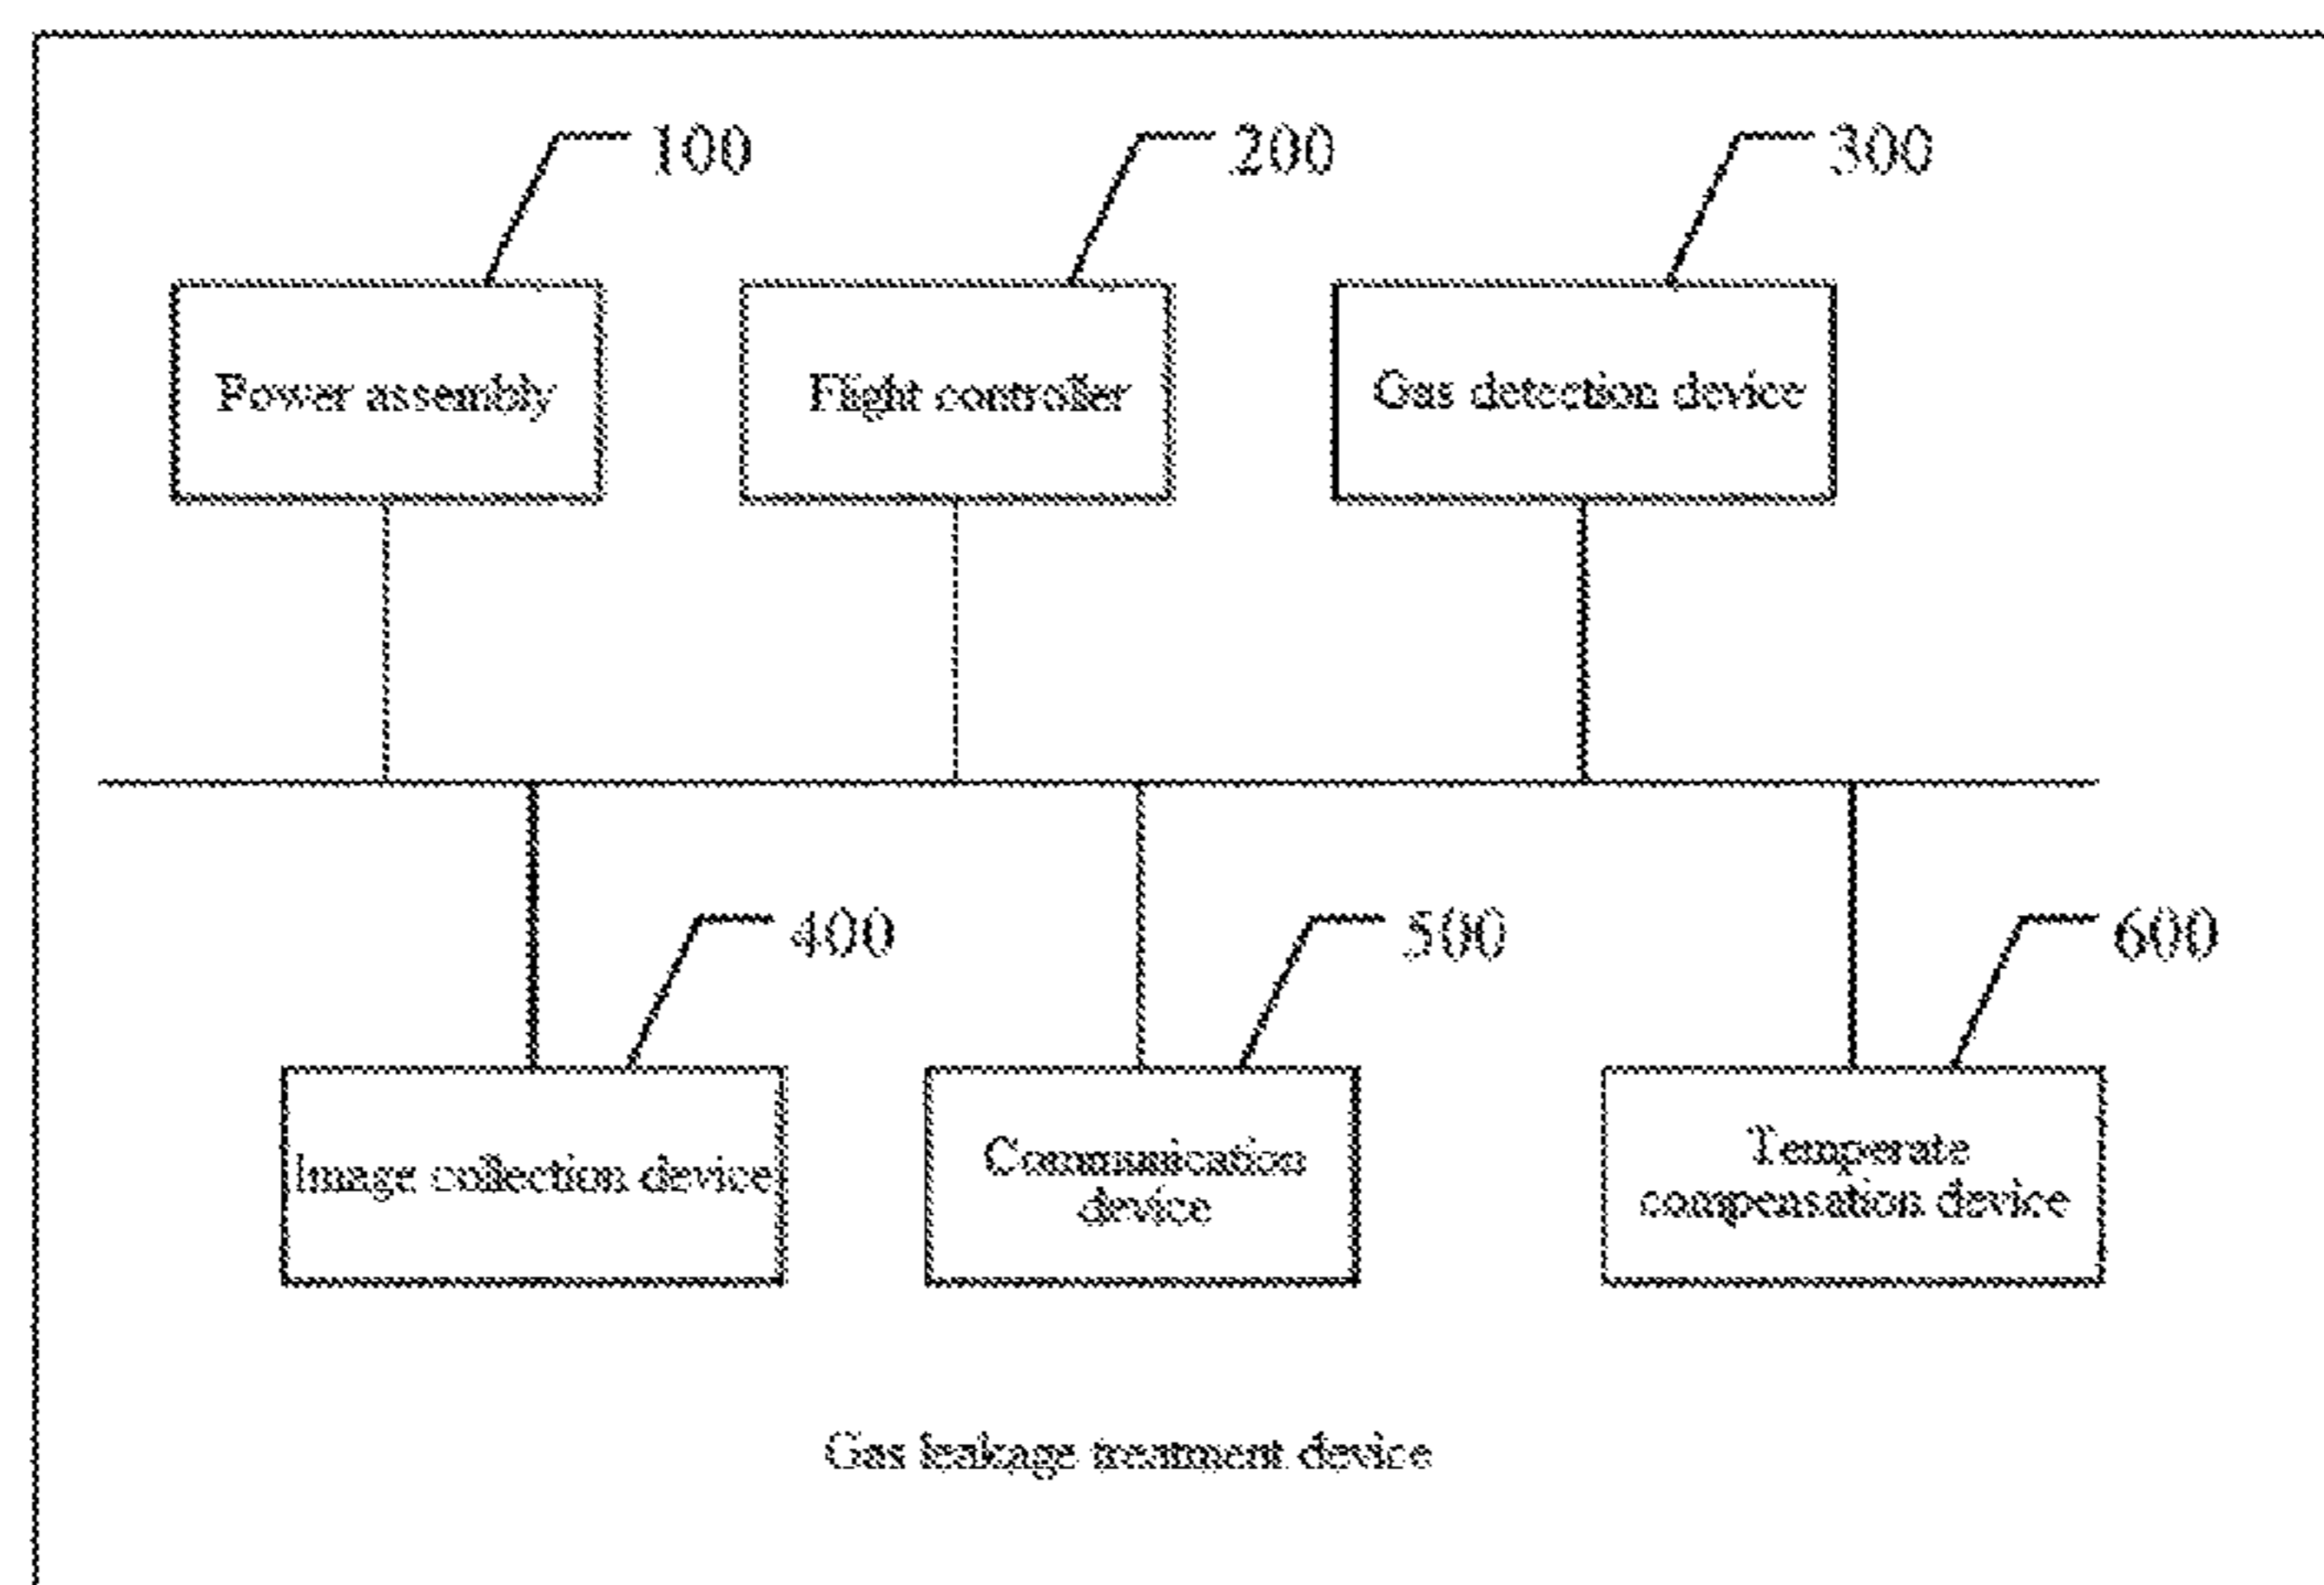 100
200
300
Power assembly
Flight controller
Gas detection device
400
500
600
Image collection device
Communication
device
Temperate
compensation device
Gas leakage treatment device